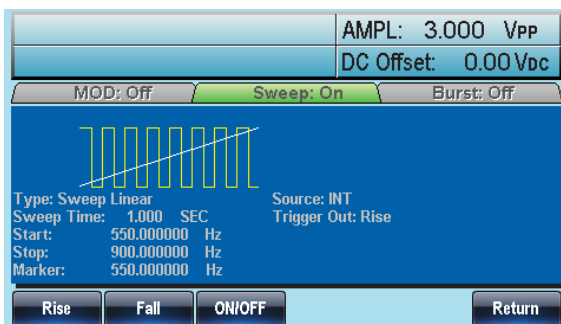 AMPL: 3.000 VPP
DC Offset: 0.00 VDC
MOD: Off Sweep: On Burst: Off
Type: Sweep Linear Source: INT
Sweep Time: 1.000 SEC Trigger Out: Rise
Start: 550.000000 Hz
Stop: 900.000000 Hz
Marker: 550.000000 Hz
Rise Fall ON/OFF Return